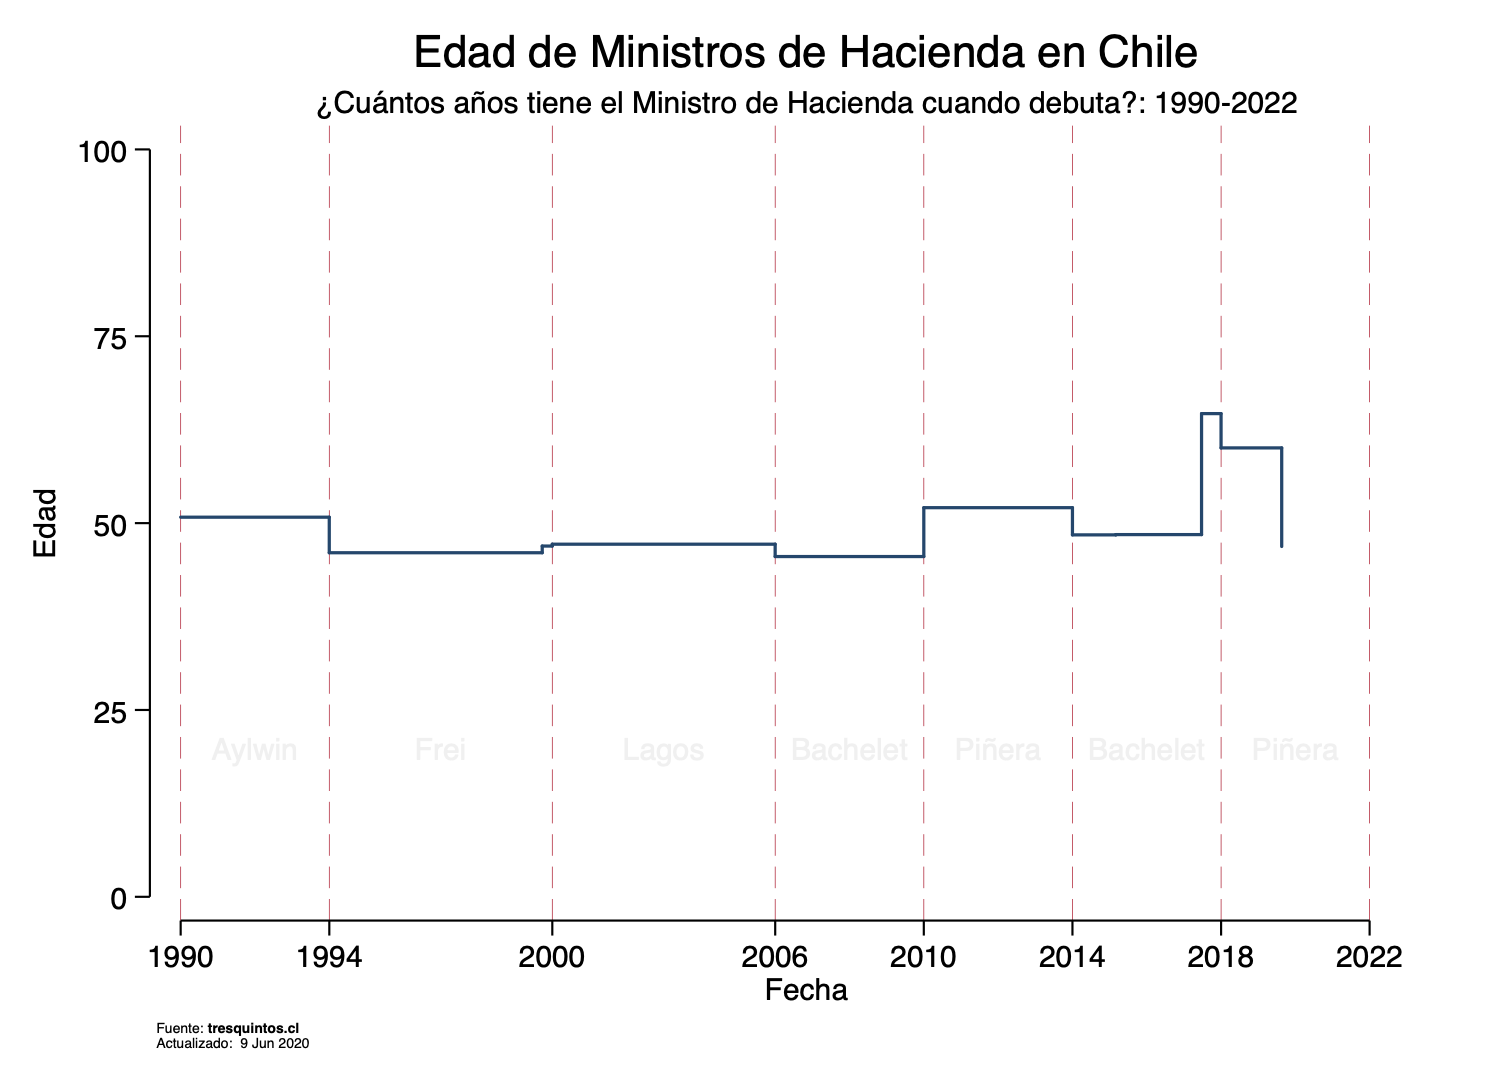 Edad de Ministros de Hacienda en Chile
¿Cuántos años tiene el Ministro de Hacienda cuando debuta?: 1990-2022
100
75
50
25
0
Edad
Aylwin Frei Lagos Bachelet Piñera Bachelet Piñera
1990 1994 2000 2006 2010 2014 2018 2022
Fecha
Fuente: tresquintos.cl
Actualizado: 9 Jun 2020